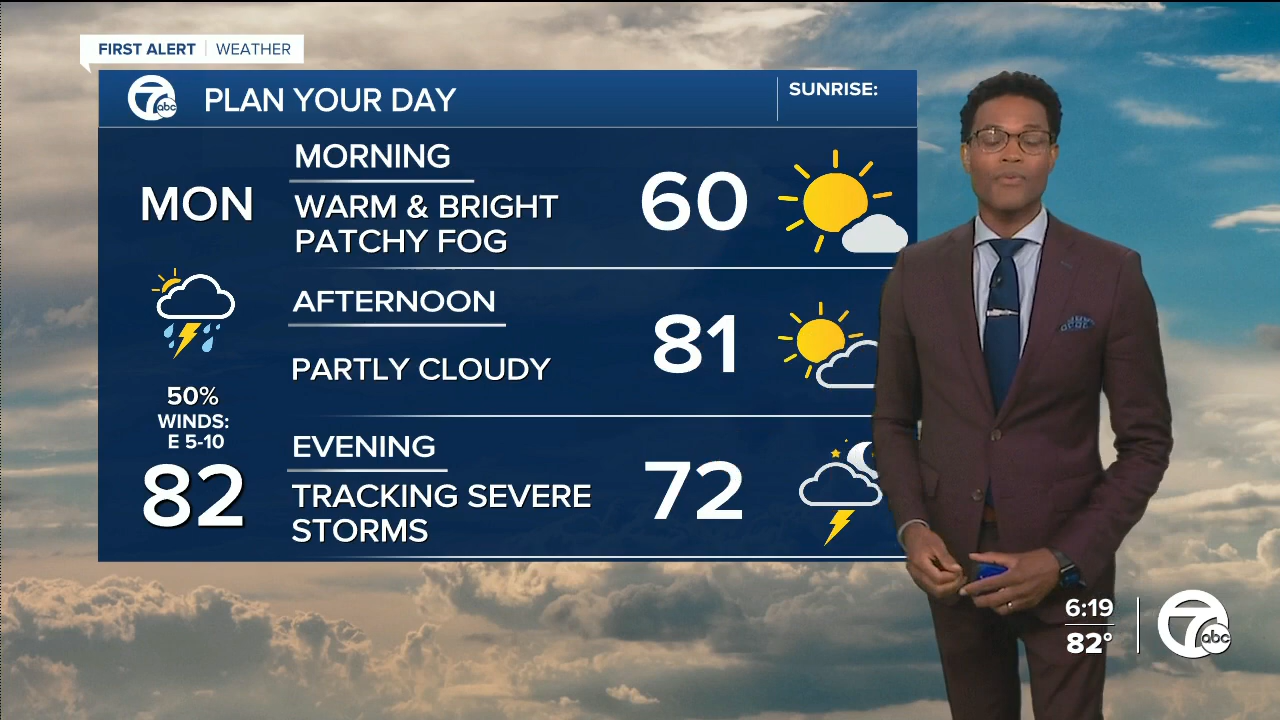 FIRST ALERT | WEATHER
7abc PLAN YOUR DAY
SUNRISE:
MON
50%
WINDS:
E 5-10
82
MORNING
WARM & BRIGHT
PATCHY FOG
60
AFTERNOON
PARTLY CLOUDY
81
EVENING
TRACKING SEVERE
STORMS
72
6:19
82°
7abc